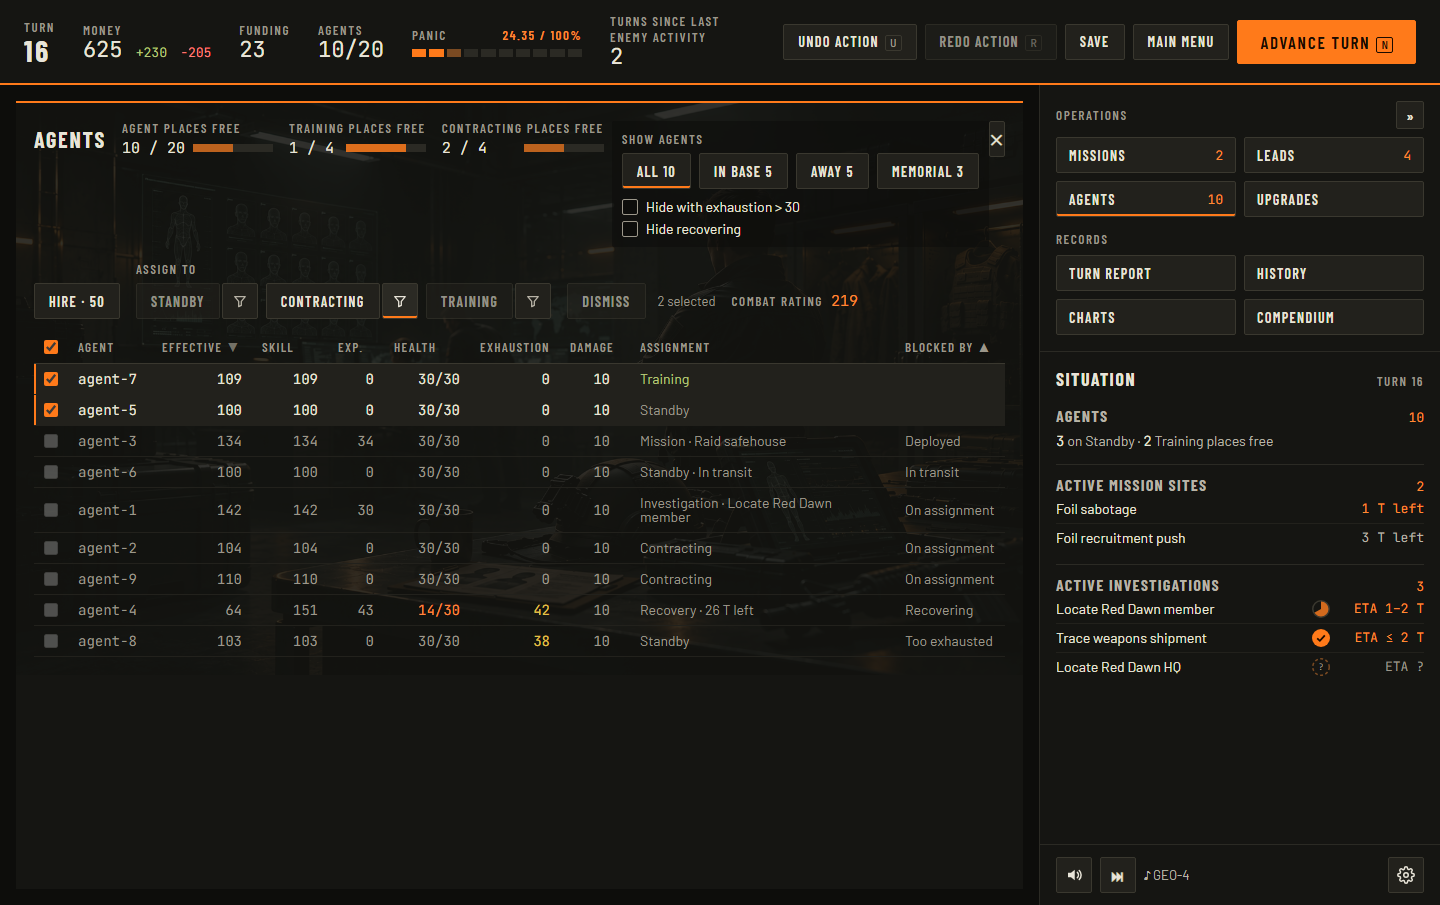 TURN
16
MONEY
625 +230 -205
FUNDING
23
AGENTS
10/20
PANIC 24.35 / 100%
TURNS SINCE LAST
ENEMY ACTIVITY
2
UNDO ACTION U
REDO ACTION R
SAVE
MAIN MENU
ADVANCE TURN N
AGENTS
AGENT PLACES FREE
10 / 20
TRAINING PLACES FREE
1 / 4
CONTRACTING PLACES FREE
2 / 4
SHOW AGENTS
ALL 10
IN BASE 5
AWAY 5
MEMORIAL 3
Hide with exhaustion > 30
Hide recovering
ASSIGN TO
HIRE · 50
STANDBY
CONTRACTING
TRAINING
DISMISS
2 selected
COMBAT RATING 219
AGENT EFFECTIVE ▼ SKILL EXP. HEALTH EXHAUSTION DAMAGE ASSIGNMENT BLOCKED BY ▲
agent-7 109 109 0 30/30 0 10 Training
agent-5 100 100 0 30/30 0 10 Standby
agent-3 134 134 34 30/30 0 10 Mission · Raid safehouse Deployed
agent-6 100 100 0 30/30 0 10 Standby · In transit In transit
agent-1 142 142 30 30/30 0 10 Investigation · Locate Red Dawn member On assignment
agent-2 104 104 0 30/30 0 10 Contracting On assignment
agent-9 110 110 0 30/30 0 10 Contracting On assignment
agent-4 64 151 43 14/30 42 10 Recovery · 26 T left Recovering
agent-8 103 103 0 30/30 38 10 Standby Too exhausted
OPERATIONS »
MISSIONS 2
LEADS 4
AGENTS 10
UPGRADES
RECORDS
TURN REPORT
HISTORY
CHARTS
COMPENDIUM
SITUATION TURN 16
AGENTS 10
3 on Standby · 2 Training places free
ACTIVE MISSION SITES 2
Foil sabotage 1 T left
Foil recruitment push 3 T left
ACTIVE INVESTIGATIONS 3
Locate Red Dawn member ETA 1–2 T
Trace weapons shipment ETA ≤ 2 T
Locate Red Dawn HQ ? ETA ?
♪ GEO-4